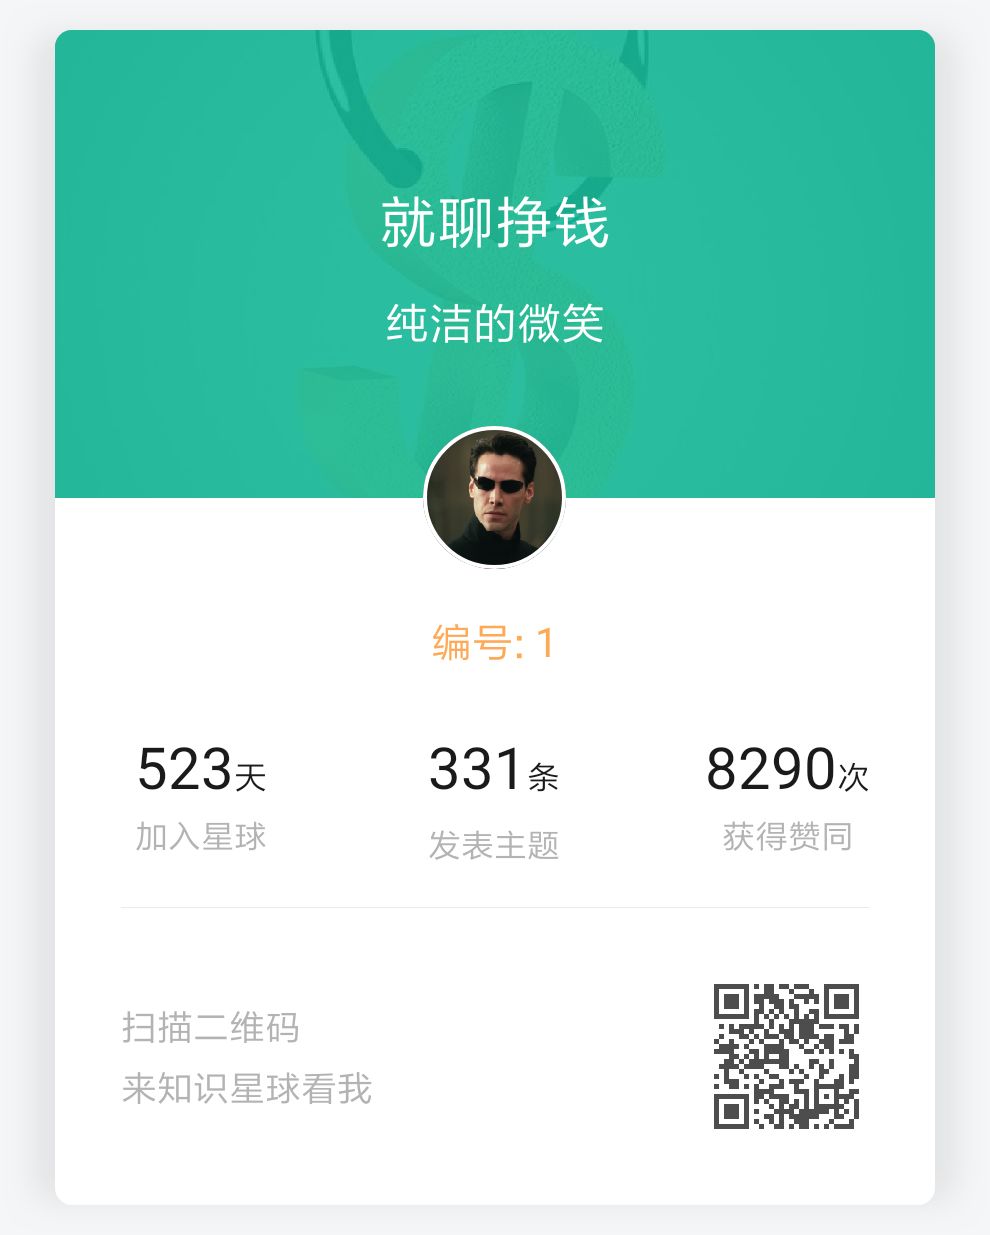 就聊挣钱
纯洁的微笑
编号: 1
523天 331条 8290次
加入星球 发表主题 获得赞同
扫描二维码
来知识星球看我